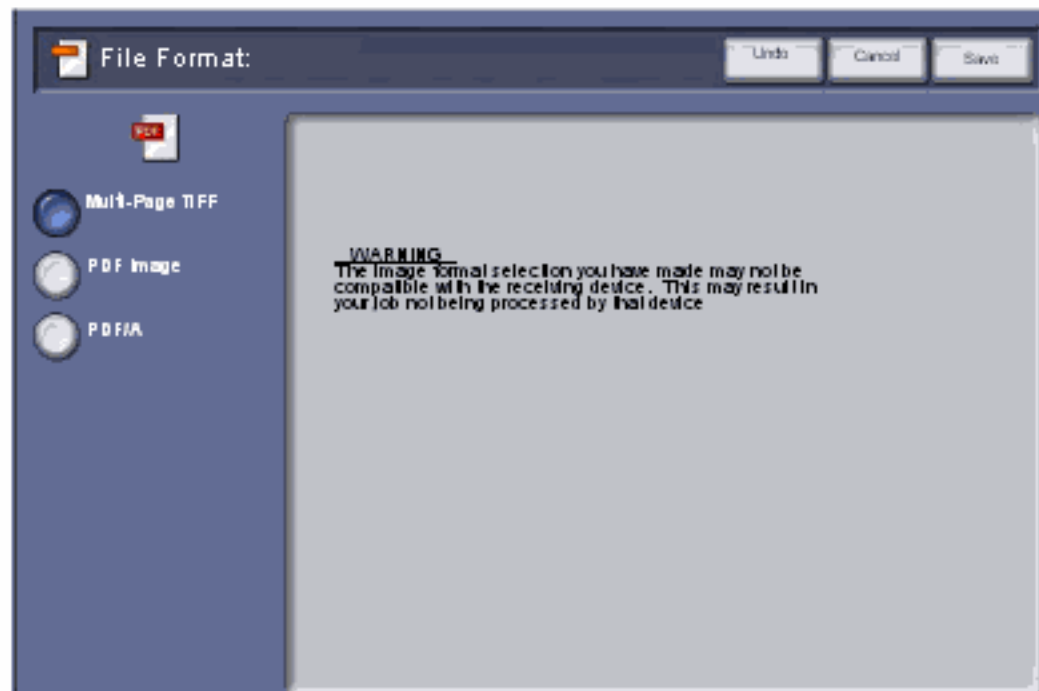 File Format:
Undo
Cancel
Save
PDF
Multi-Page TIFF
PDF Image
PDF/A
WARNING
The image format selection you have made may not be
compatible with the receiving device. This may result in
your job not being processed by that device